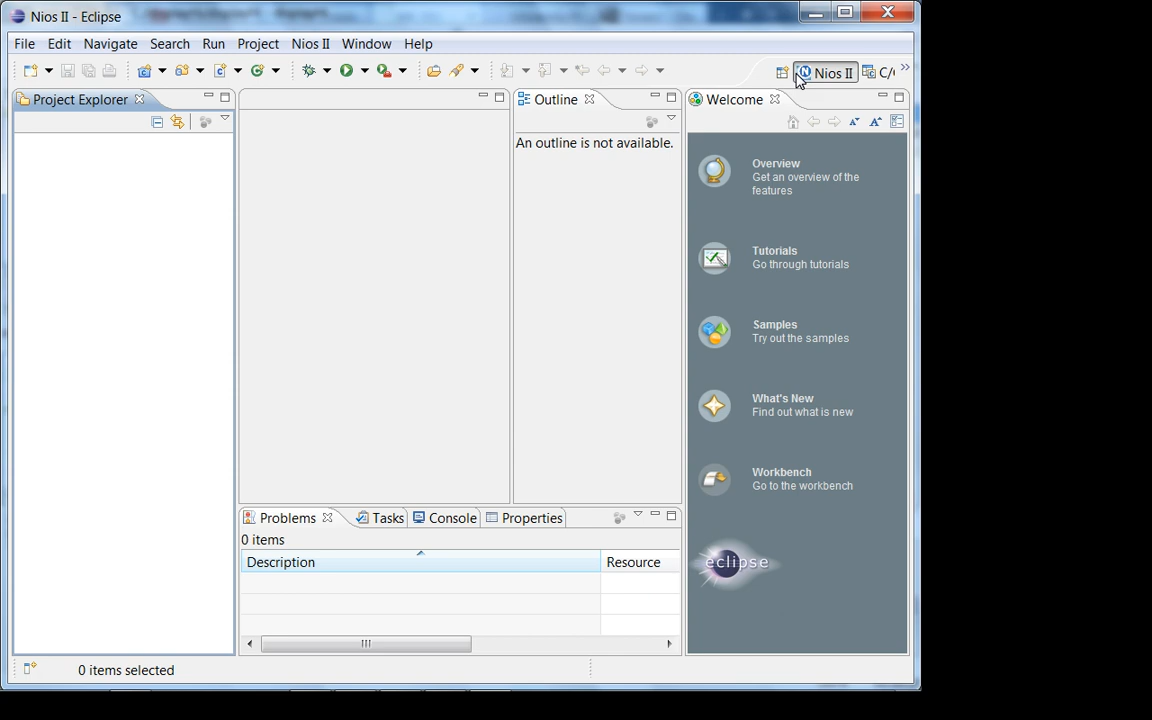 Nios II - Eclipse
File Edit Navigate Search Run Project Nios II Window Help
Nios II C/
Project Explorer
Outline
Welcome
An outline is not available.
Overview
Get an overview of the
features
Tutorials
Go through tutorials
Samples
Try out the samples
What's New
Find out what is new
Workbench
Go to the workbench
eclipse
Problems Tasks Console Properties
0 items
Description Resource
0 items selected